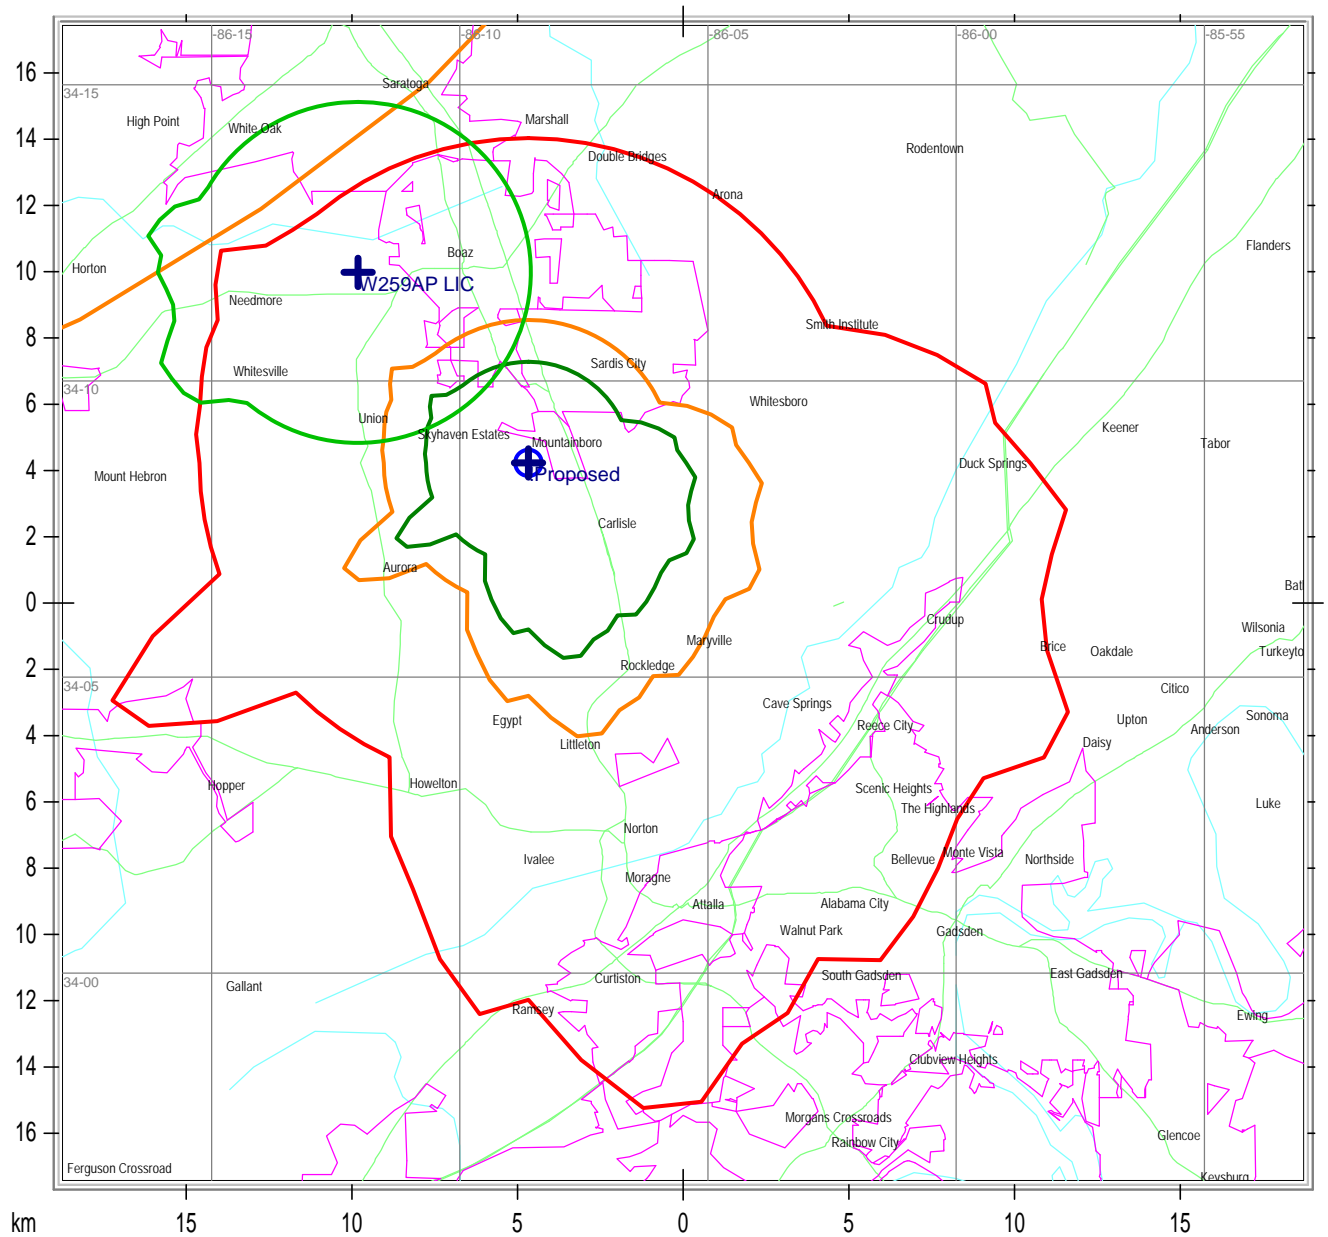 -86-15
-86-10
-86-05
-86-00
-85-55
16
Saratoga
34-15
High Point
White Oak
Marshall
14
Double Bridges
Rodentown
12
Arona
Boaz
Flanders
10
Horton
W259AP LIC
Needmore
8
Smith Institute
Sardis City
Whitesville
34-10
6
Whitesboro
Union
Skyhaven Estates
Mountainboro
Keener
Tabor
4
Mount Hebron
Proposed
Duck Springs
2
Carlisle
Aurora
0
Batl
Crudup
Wilsonia
Maryville
Brice
Oakdale
Turkeyto
2
Rockledge
34-05
Citico
Cave Springs
Egypt
Reece City
Upton
Sonoma
Anderson
4
Littleton
Daisy
Hopper
Howelton
Scenic Heights
6
The Highlands
Luke
Norton
Ivalee
Bellevue
Monte Vista
Northside
8
Moragne
Attalla
Alabama City
10
Walnut Park
Gadsden
34-00
Gallant
Curliston
South Gadsden
East Gadsden
12
Ramsey
Ewing
14
Clubview Heights
Morgans Crossroads
16
Rainbow City
Glencoe
Ferguson Crossroad
Keysburg
km
15
10
5
0
5
10
15